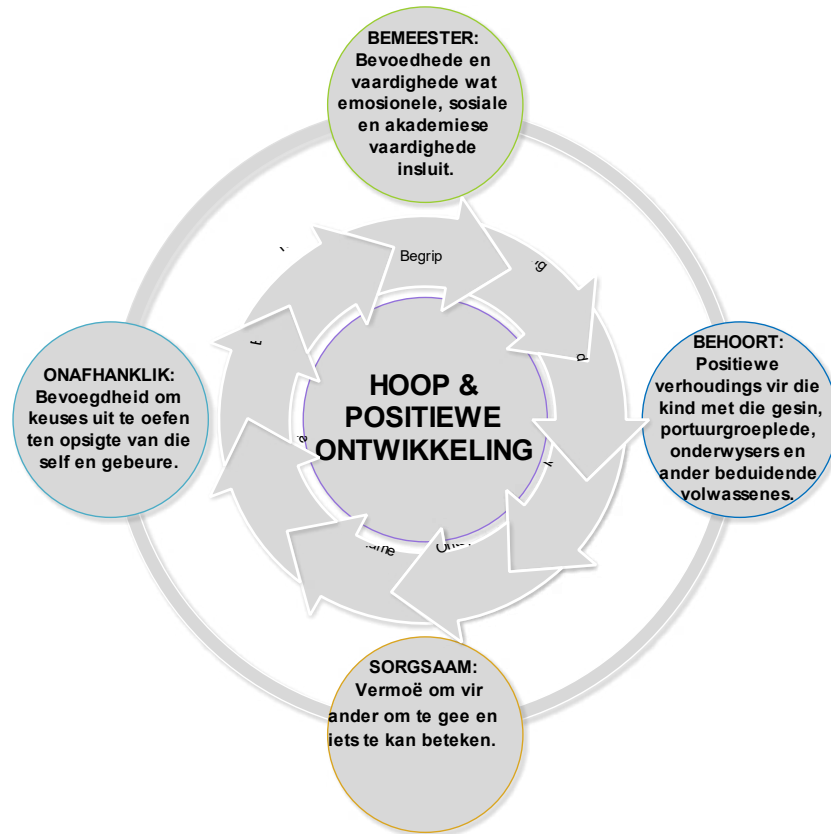 BEMEESTER:
Bevoedhede en
vaardighede wat
emosionele, sosiale
en akademiese
vaardighede
insluit.
Begrip
HOOP &
POSITIEWE
ONTWIKKELING
ONAFHANKLIK:
Bevoegdheid om
keuses uit te oefen
ten opsigte van die
self en gebeure.
BEHOORT:
Positiewe
verhoudings vir die
kind met die gesin,
portuurgroeplede,
onderwysers en
ander beduidende
volwassenes.
SORGSAAM:
Vermoë om vir
ander om te gee en
iets te kan beteken.